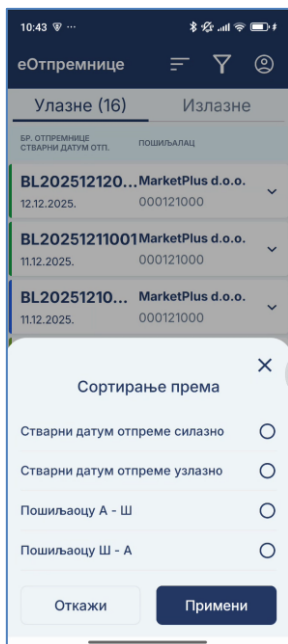 10:43
еОтпремнице
Улазне (16) Излазне
БР. ОТПРЕМНИЦЕ
СТВАРНИ ДАТУМ ОТП. ПОШИЉАЛАЦ
BL202512120... MarketPlus d.o.o.
12.12.2025. 000121000
BL20251211001 MarketPlus d.o.o.
11.12.2025. 000121000
BL20251210... MarketPlus d.o.o.
11.12.2025. 000121000
Сортирање према
Стварни датум отпреме силазно
Стварни датум отпреме узлазно
Пошиљаоцу А - Ш
Пошиљаоцу Ш - А
Откажи Примени